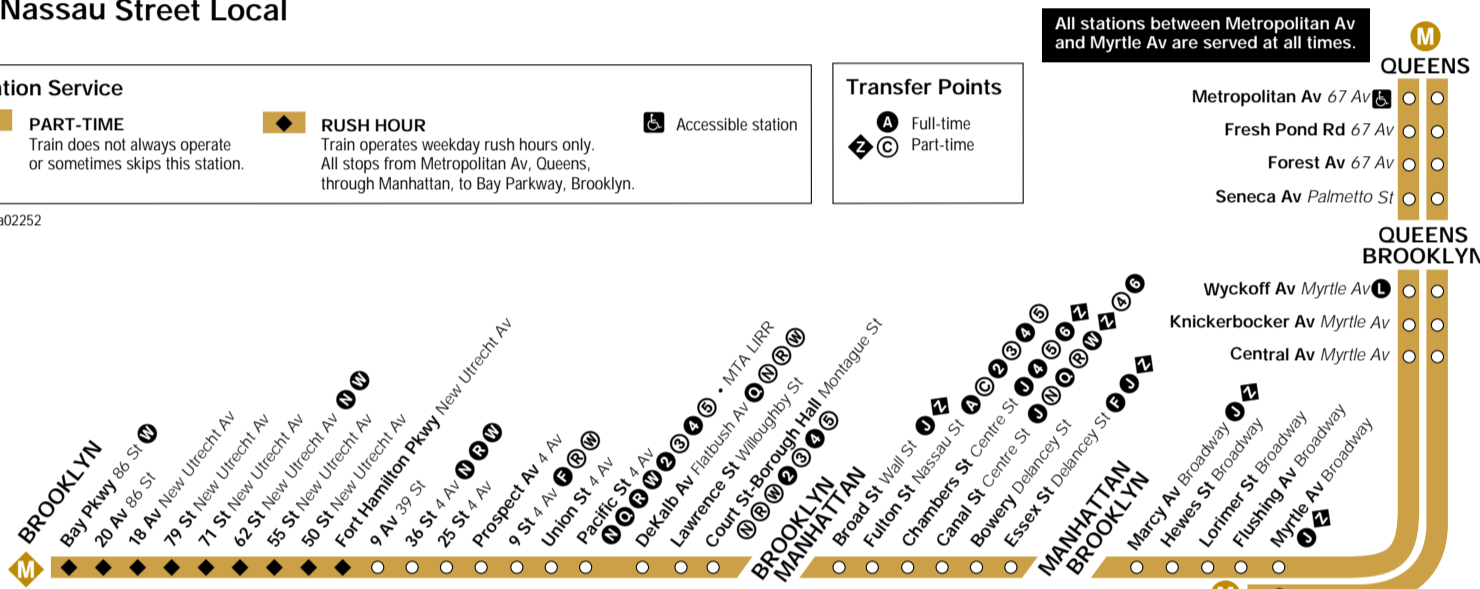 Nassau Street Local
All stations between Metropolitan Av
and Myrtle Av are served at all times.
M
QUEENS
tion Service
PART-TIME
Train does not always operate
or sometimes skips this station.
RUSH HOUR
Train operates weekday rush hours only.
All stops from Metropolitan Av, Queens,
through Manhattan, to Bay Parkway, Brooklyn.
Accessible station
Transfer Points
A Full-time
Z C Part-time
a02252
Metropolitan Av 67 Av
Fresh Pond Rd 67 Av
Forest Av 67 Av
Seneca Av Palmetto St
QUEENS
BROOKLYN
Wyckoff Av Myrtle Av L
Knickerbocker Av Myrtle Av
Central Av Myrtle Av
M
BROOKLYN
Bay Pkwy 86 St W
20 Av 86 St
18 Av New Utrecht Av
79 St New Utrecht Av
71 St New Utrecht Av
62 St New Utrecht Av N W
55 St New Utrecht Av
50 St New Utrecht Av
Fort Hamilton Pkwy New Utrecht Av
9 Av 39 St
36 St 4 Av N R W
25 St 4 Av
Prospect Av 4 Av
9 St 4 Av F R W
Union St 4 Av
Pacific St 4 Av
N Q R W 2 3 4 5 • MTA LIRR
DeKalb Av Flatbush Av Q N R W
Lawrence St Willoughby St
Court St-Borough Hall Montague St
N R W 2 3 4 5
BROOKLYN
MANHATTAN
Broad St Wall St J Z
Fulton St Nassau St A C 2 3 4 5
Chambers St Centre St J 4 5 6 Z
Canal St Centre St J N Q R W Z 4 6
Bowery Delancey St
Essex St Delancey St F J Z
MANHATTAN
BROOKLYN
Marcy Av Broadway J Z
Hewes St Broadway
Lorimer St Broadway
Flushing Av Broadway
Myrtle Av Broadway
J Z